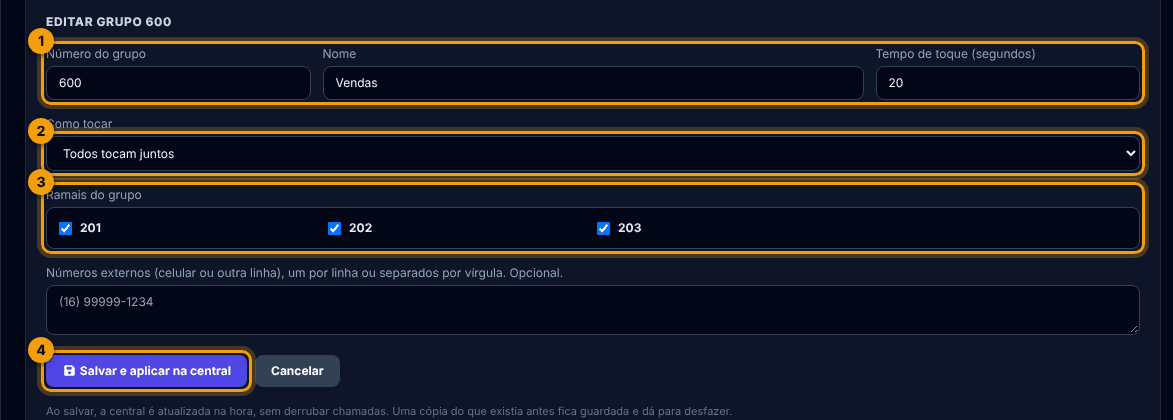 EDITAR GRUPO 600
1
Número do grupo Nome Tempo de toque (segundos)
600 Vendas 20
2
Como tocar
Todos tocam juntos
3
Ramais do grupo
201 202 203
Números externos (celular ou outra linha), um por linha ou separados por vírgula. Opcional.
(16) 99999-1234
4
Salvar e aplicar na central Cancelar
Ao salvar, a central é atualizada na hora, sem derrubar chamadas. Uma cópia do que existia antes fica guardada e dá para desfazer.